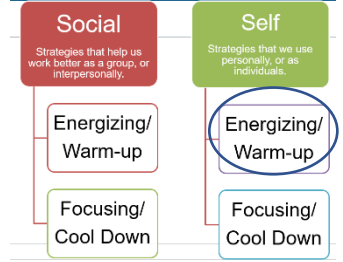 Social
Strategies that help us
work better as a group, or
interpersonally.
Energizing/
Warm-up
Focusing/
Cool Down
Self
Strategies that we use
personally, or as
individuals.
Energizing/
Warm-up
Focusing/
Cool Down